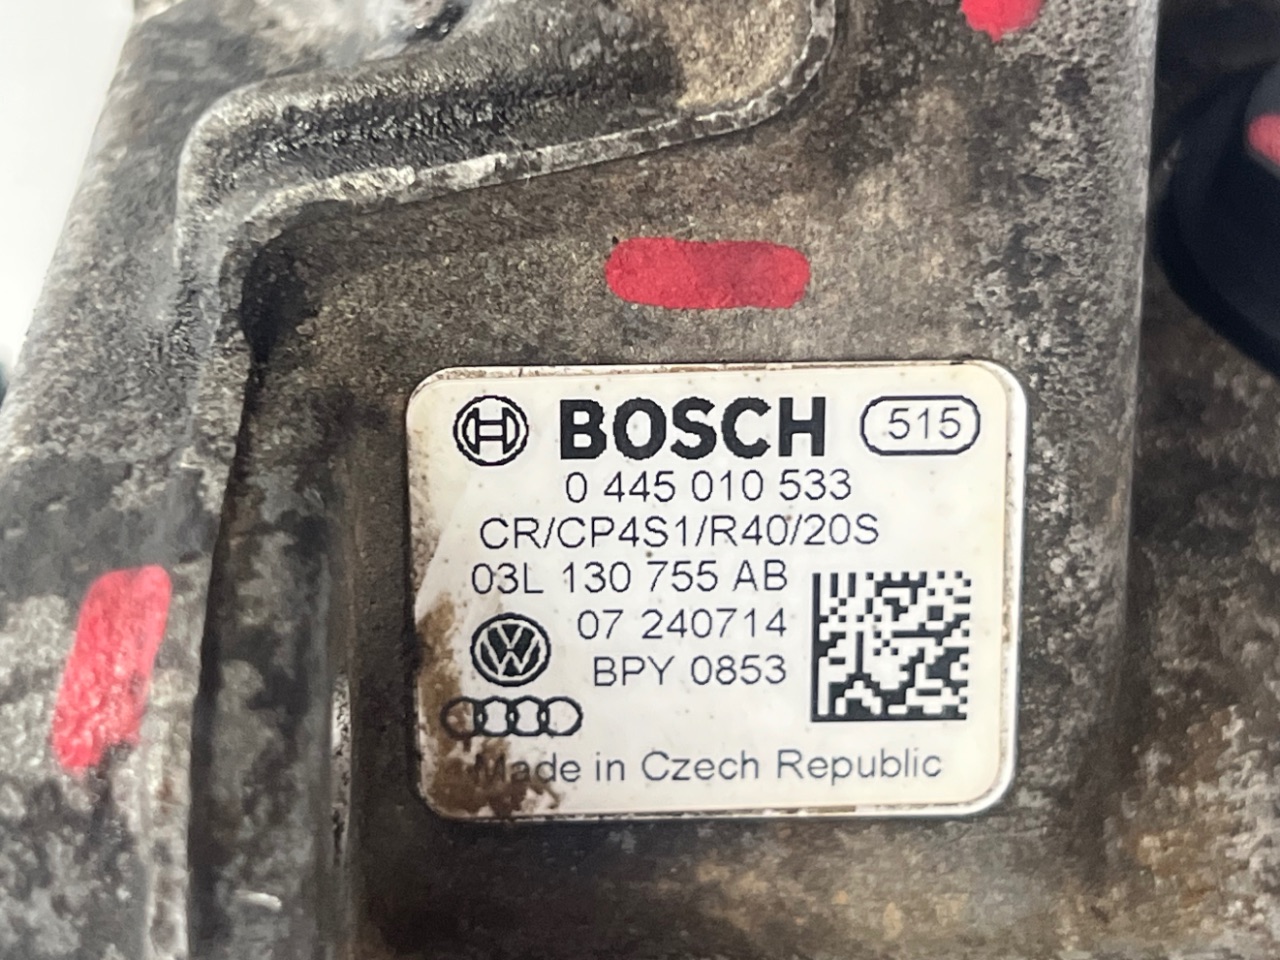 BOSCH 515
0 445 010 533
CR/CP4S1/R40/20S
03L 130 755 AB
07 240714
BPY 0853
Made in Czech Republic